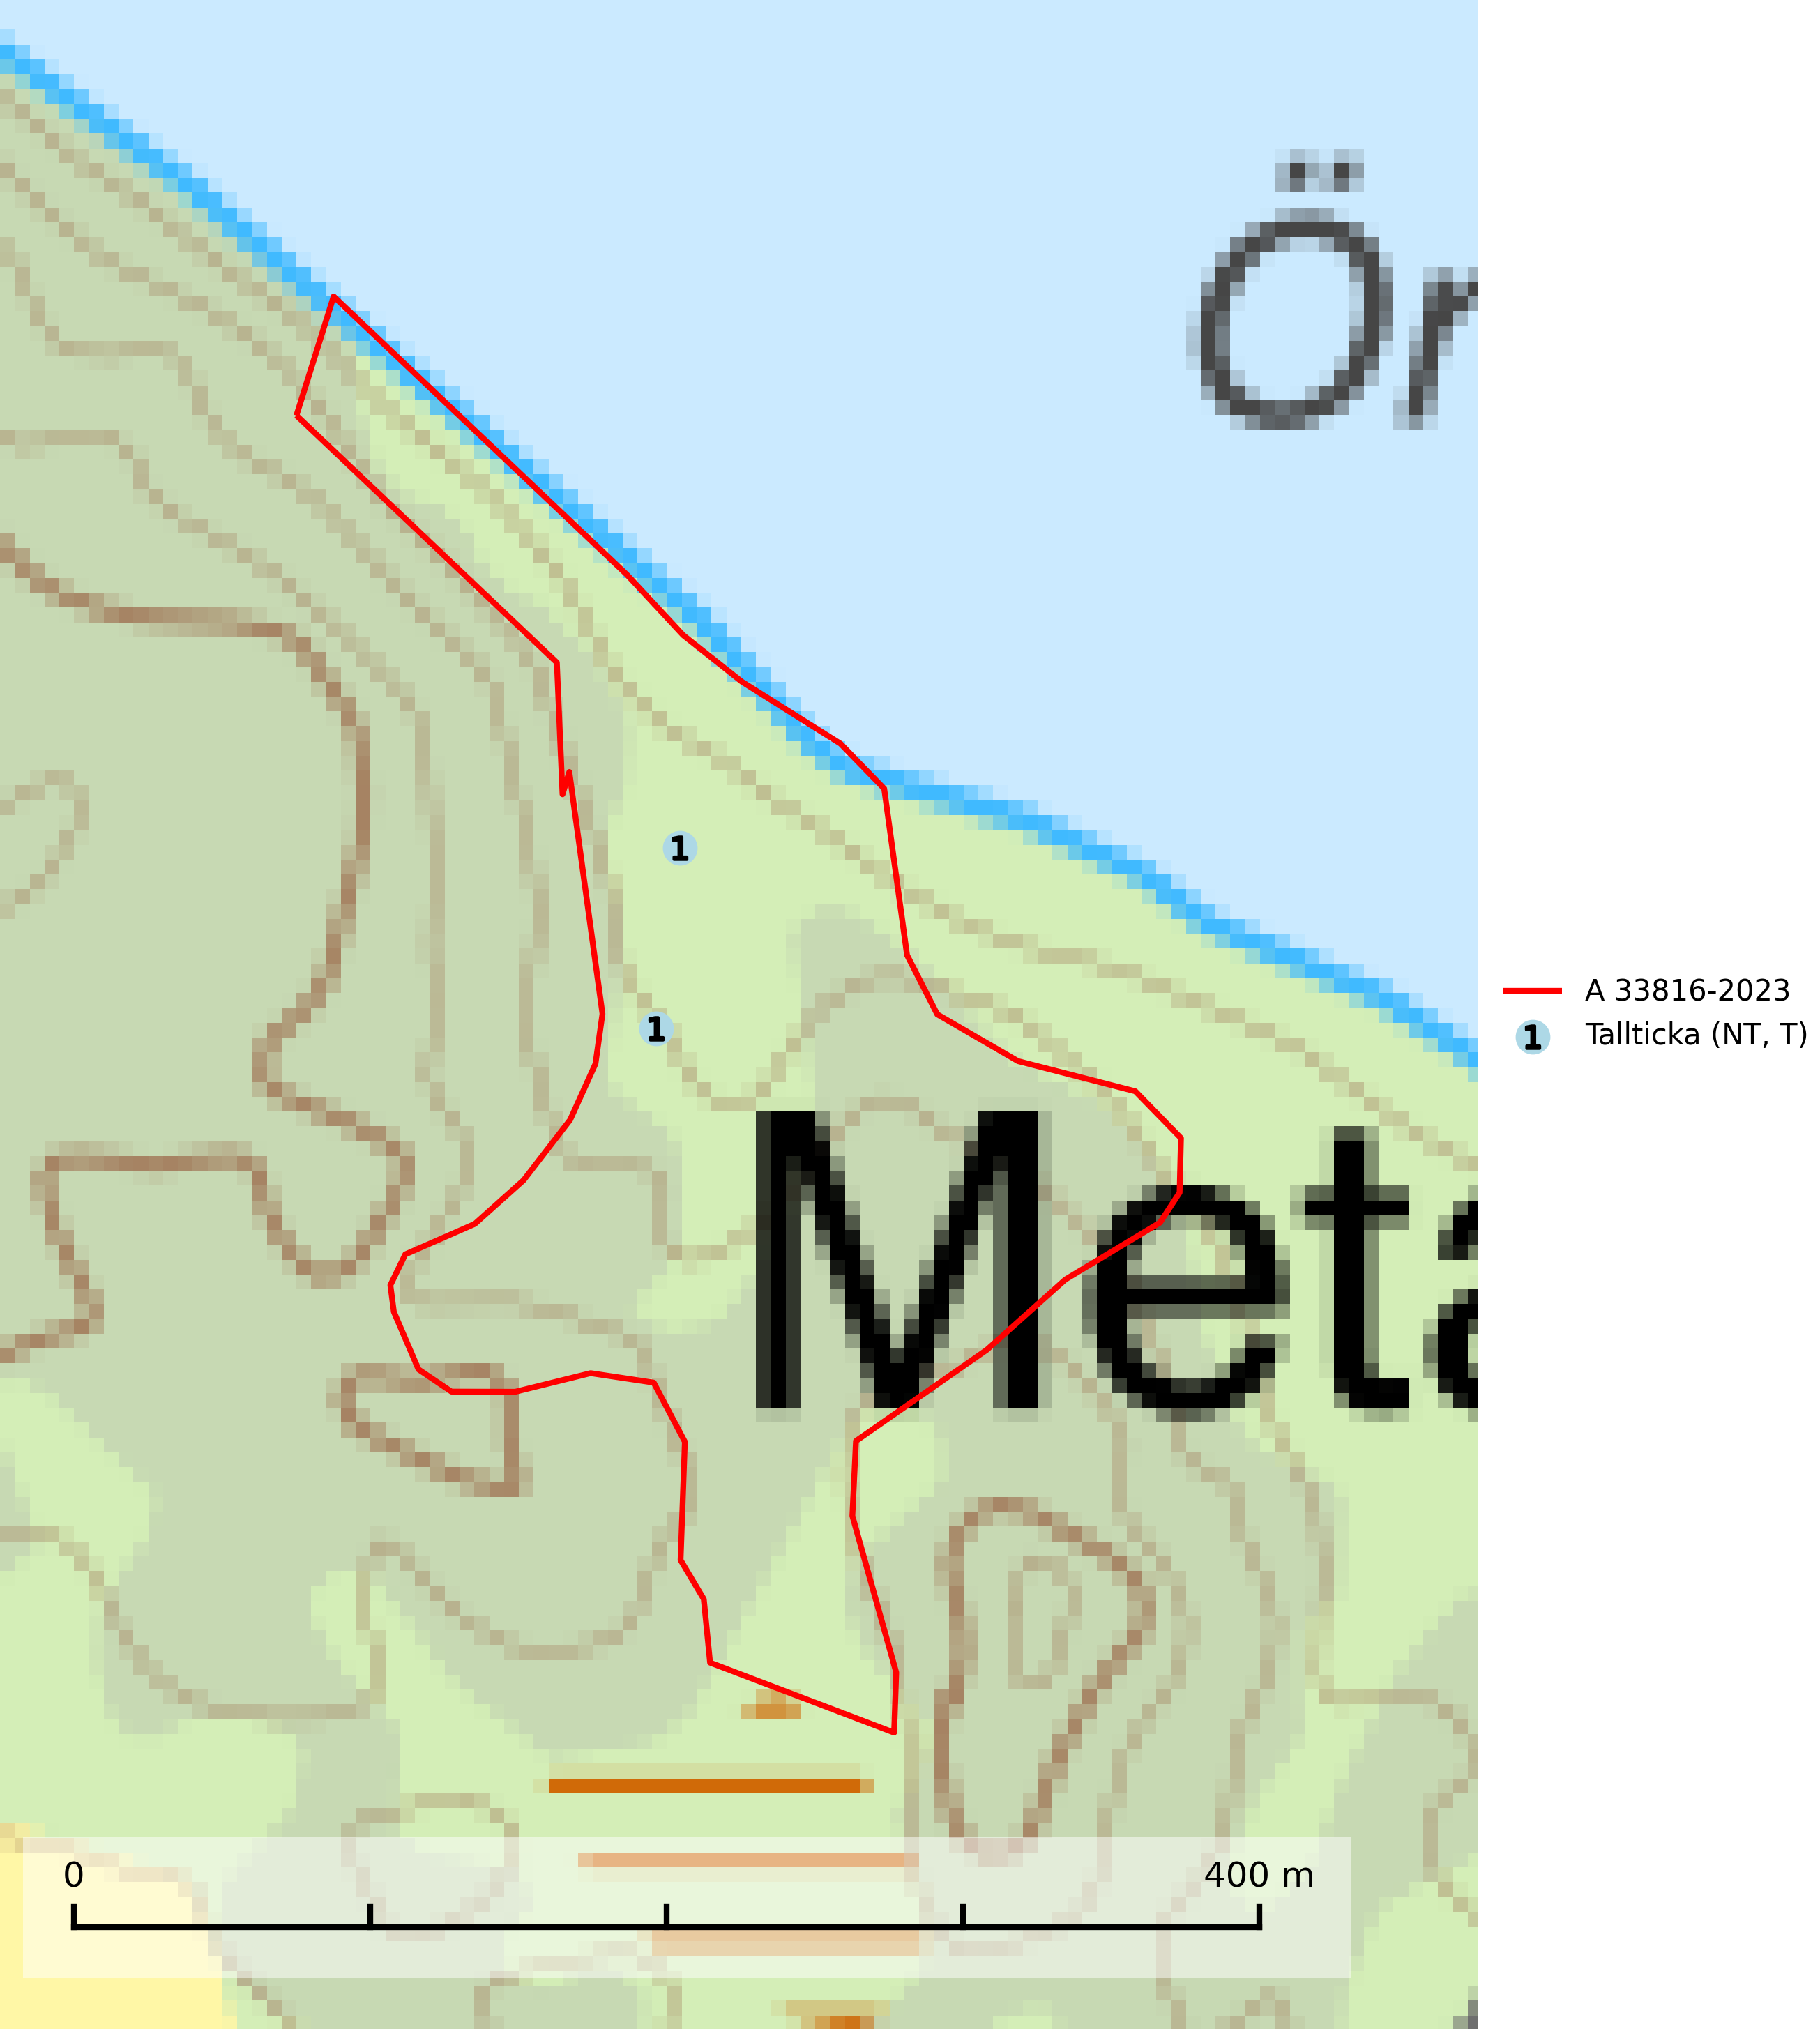 Ör
1
1
Meta
A 33816-2023
1 Tallticka (NT, T)
0 400 m